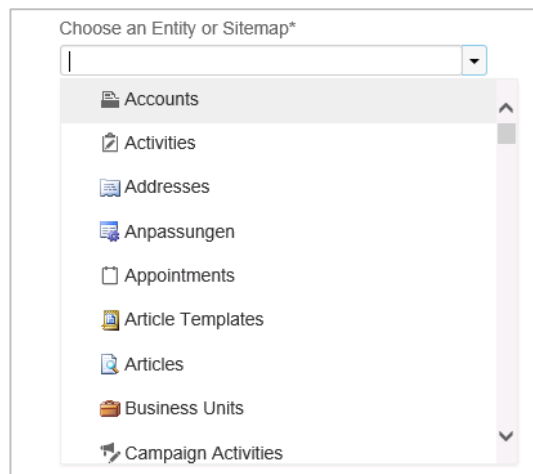 Choose an Entity or Sitemap*
Accounts
Activities
Addresses
Anpassungen
Appointments
Article Templates
Articles
Business Units
Campaign Activities